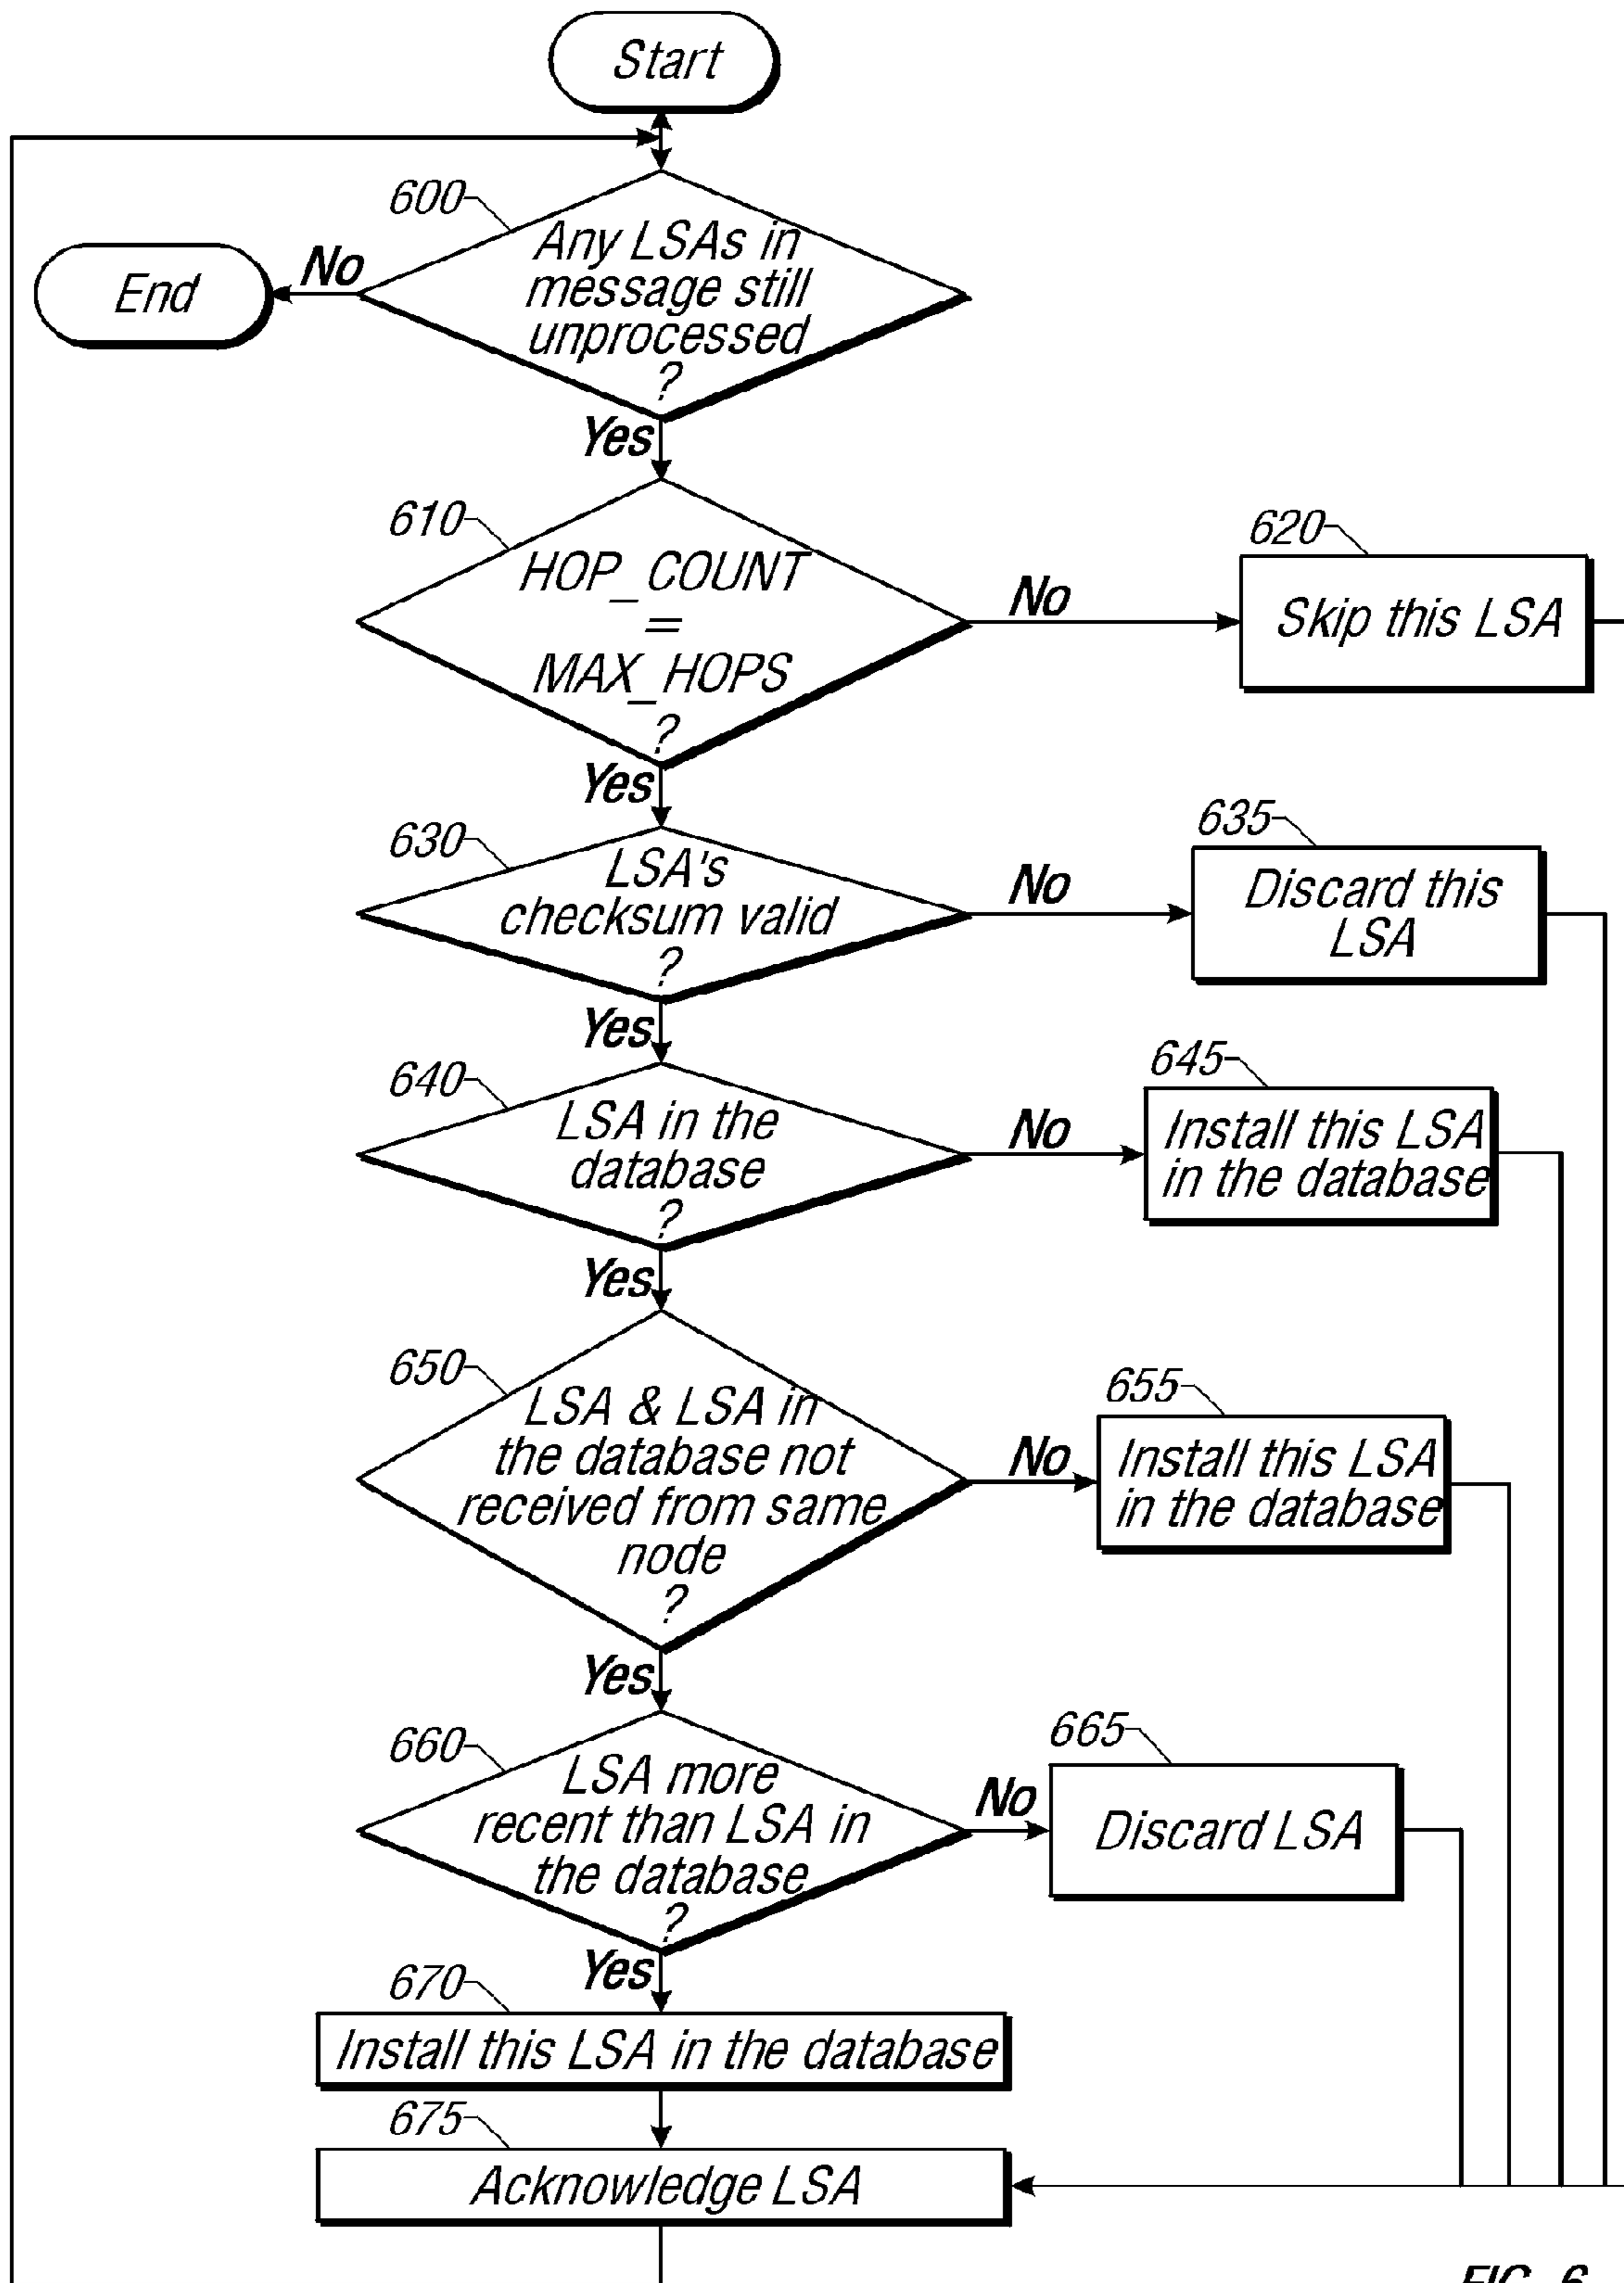 Start
600
Any LSAs in
message still
unprocessed
?
No
End
Yes
610
HOP_COUNT
=
MAX_HOPS
?
No
620
Skip this LSA
Yes
630
LSA's
checksum valid
?
No
635
Discard this
LSA
Yes
640
LSA in the
database
?
No
645
Install this LSA
in the database
Yes
650
LSA & LSA in
the database not
received from same
node
?
No
655
Install this LSA
in the database
Yes
660
LSA more
recent than LSA in
the database
?
No
665
Discard LSA
Yes
670
Install this LSA in the database
675
Acknowledge LSA
FIG. 6